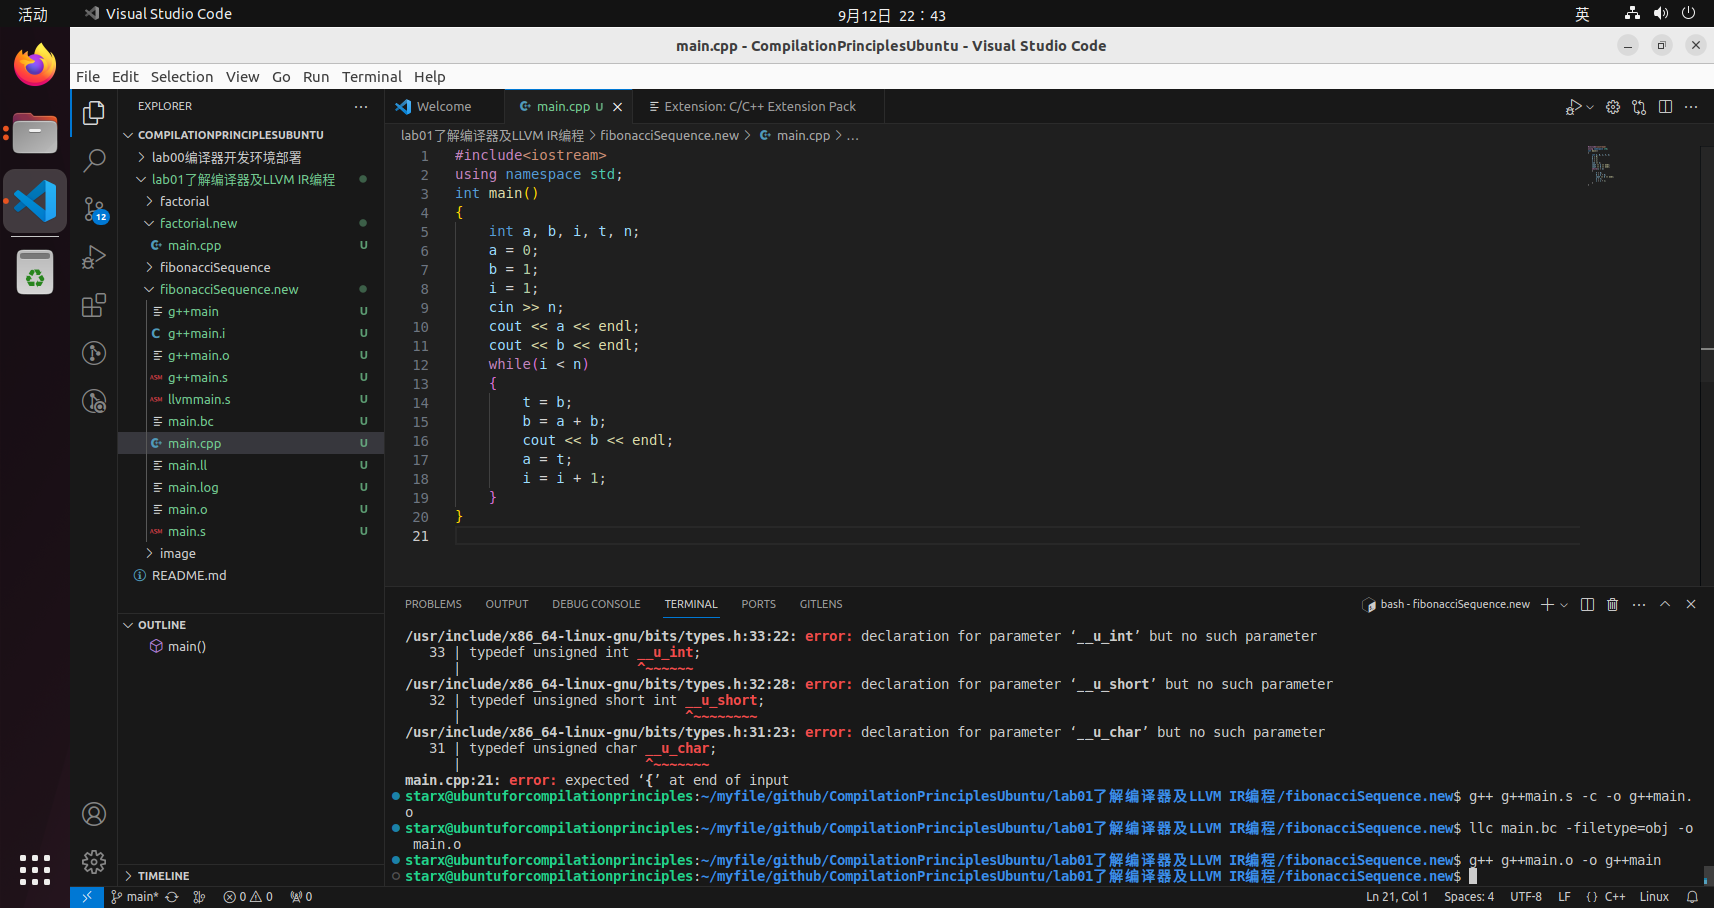 活动
Visual Studio Code
9月12日 22：43
英
main.cpp - CompilationPrinciplesUbuntu - Visual Studio Code
File Edit Selection View Go Run Terminal Help
EXPLORER
COMPILATIONPRINCIPLESUBUNTU
lab00编译器开发环境部署
lab01了解编译器及LLVM IR编程
factorial
factorial.new
main.cpp U
fibonacciSequence
fibonacciSequence.new
g++main U
g++main.i U
g++main.o U
g++main.s U
llvmmain.s U
main.bc U
main.cpp U
main.ll U
main.log U
main.o U
main.s U
image
README.md
OUTLINE
main()
TIMELINE
12
Welcome
main.cpp U
Extension: C/C++ Extension Pack
lab01了解编译器及LLVM IR编程 > fibonacciSequence.new > main.cpp > ...
1 #include<iostream>
2 using namespace std;
3 int main()
4 {
5 int a, b, i, t, n;
6 a = 0;
7 b = 1;
8 i = 1;
9 cin >> n;
10 cout << a << endl;
11 cout << b << endl;
12 while(i < n)
13 {
14 t = b;
15 b = a + b;
16 cout << b << endl;
17 a = t;
18 i = i + 1;
19 }
20 }
21
PROBLEMS OUTPUT DEBUG CONSOLE TERMINAL PORTS GITLENS
bash - fibonacciSequence.new
/usr/include/x86_64-linux-gnu/bits/types.h:33:22: error: declaration for parameter ‘__u_int’ but no such parameter
33 | typedef unsigned int __u_int;
| ^~~~~~~
/usr/include/x86_64-linux-gnu/bits/types.h:32:28: error: declaration for parameter ‘__u_short’ but no such parameter
32 | typedef unsigned short int __u_short;
| ^~~~~~~~~
/usr/include/x86_64-linux-gnu/bits/types.h:31:23: error: declaration for parameter ‘__u_char’ but no such parameter
31 | typedef unsigned char __u_char;
| ^~~~~~~~
main.cpp:21: error: expected ‘{’ at end of input
starx@ubuntuforcompilationprinciples:~/myfile/github/CompilationPrinciplesUbuntu/lab01了解编译器及LLVM IR编程/fibonacciSequence.new$ g++ g++main.s -c -o g++main.
o
starx@ubuntuforcompilationprinciples:~/myfile/github/CompilationPrinciplesUbuntu/lab01了解编译器及LLVM IR编程/fibonacciSequence.new$ llc main.bc -filetype=obj -o
main.o
starx@ubuntuforcompilationprinciples:~/myfile/github/CompilationPrinciplesUbuntu/lab01了解编译器及LLVM IR编程/fibonacciSequence.new$ g++ g++main.o -o g++main
starx@ubuntuforcompilationprinciples:~/myfile/github/CompilationPrinciplesUbuntu/lab01了解编译器及LLVM IR编程/fibonacciSequence.new$
main* 0 0 0
Ln 21, Col 1 Spaces: 4 UTF-8 LF {} C++ Linux